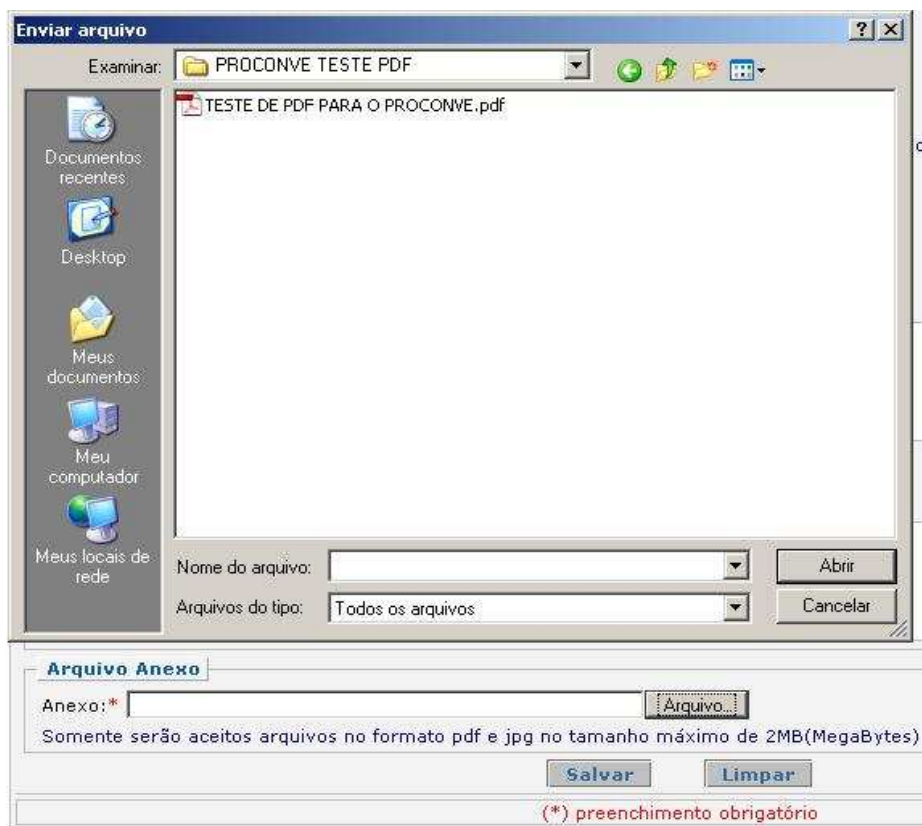 Enviar arquivo
Examinar: PROCONVE TESTE PDF
TESTE DE PDF PARA O PROCONVE.pdf
Documentos
recentes
Desktop
Meus
documentos
Meu
computador
Meus locais de
rede
Nome do arquivo: Abrir
Arquivos do tipo: Todos os arquivos Cancelar
Arquivo Anexo
Anexo:* Arquivo...
Somente serão aceitos arquivos no formato pdf e jpg no tamanho máximo de 2MB(MegaBytes)
Salvar Limpar
(*) preenchimento obrigatório